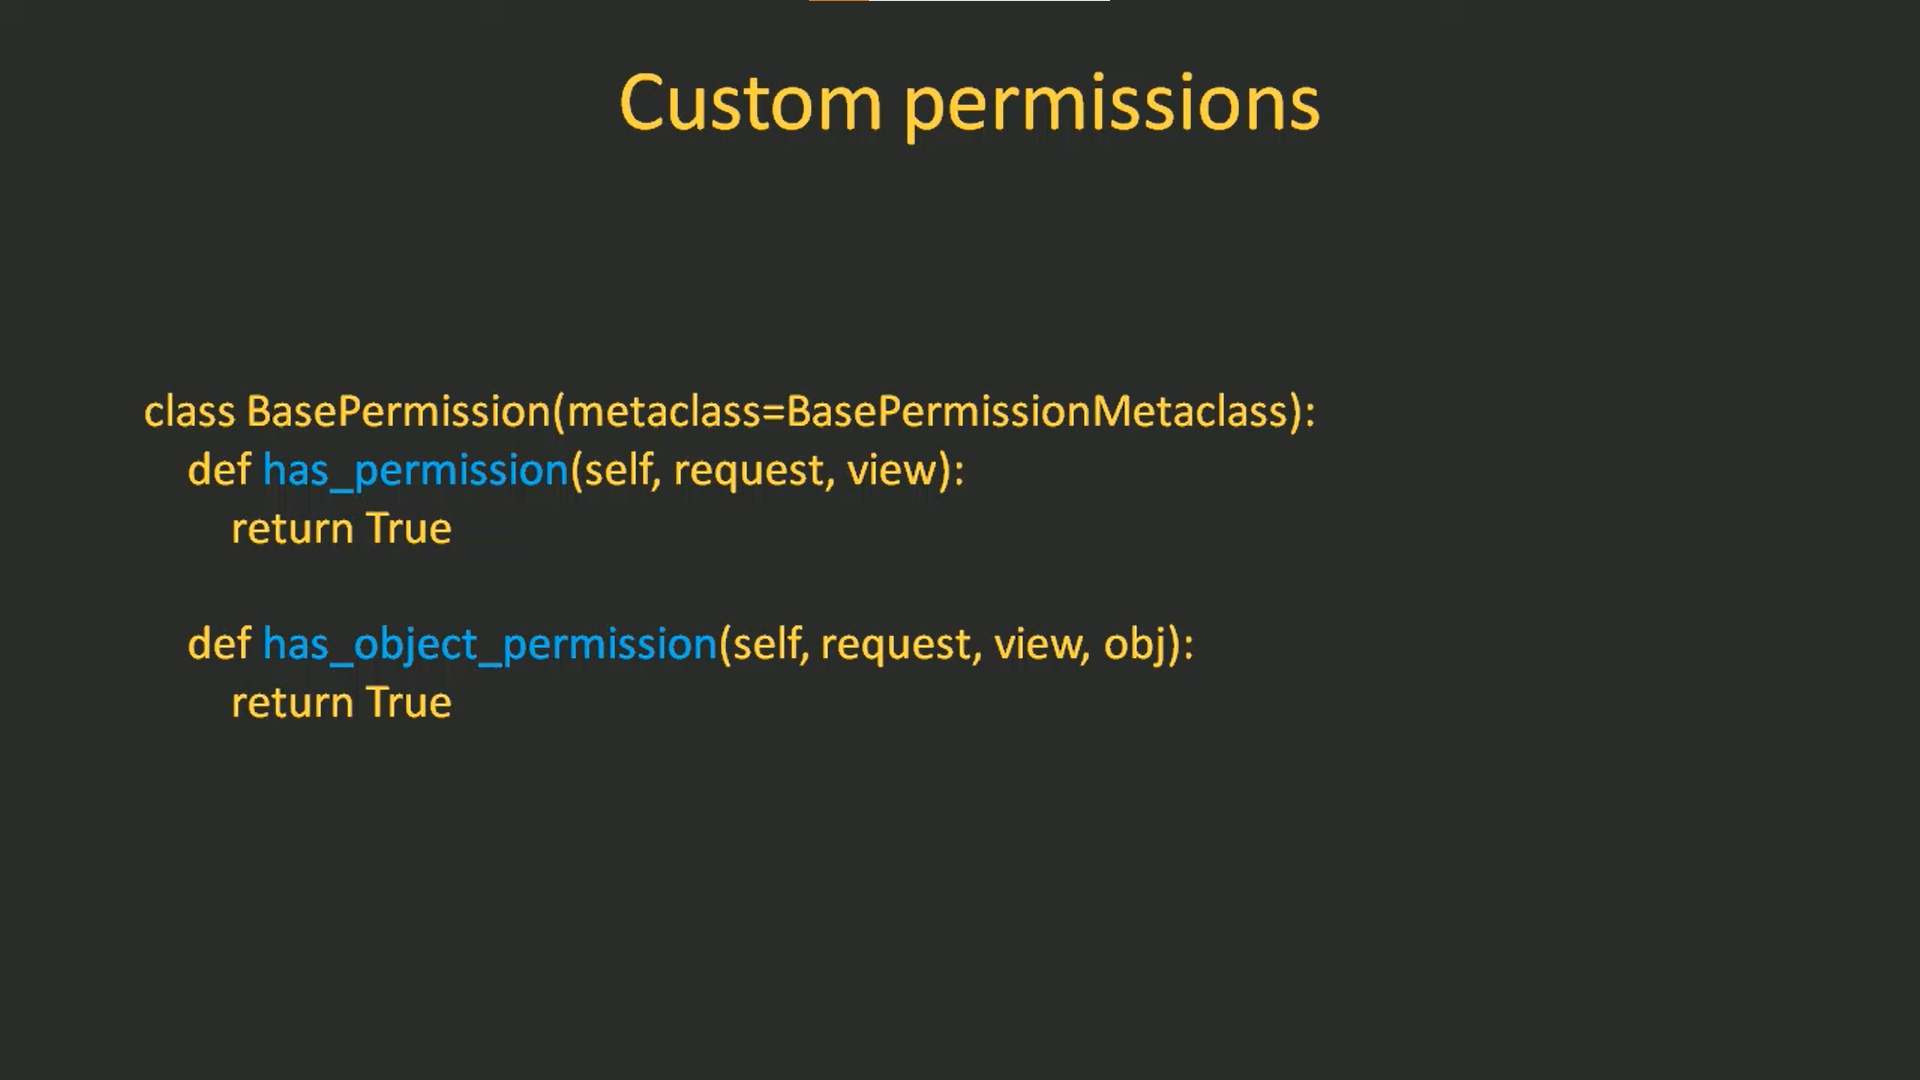 Custom permissions
class BasePermission(metaclass=BasePermissionMetaclass):
def has_permission(self, request, view):
return True
def has_object_permission(self, request, view, obj):
return True